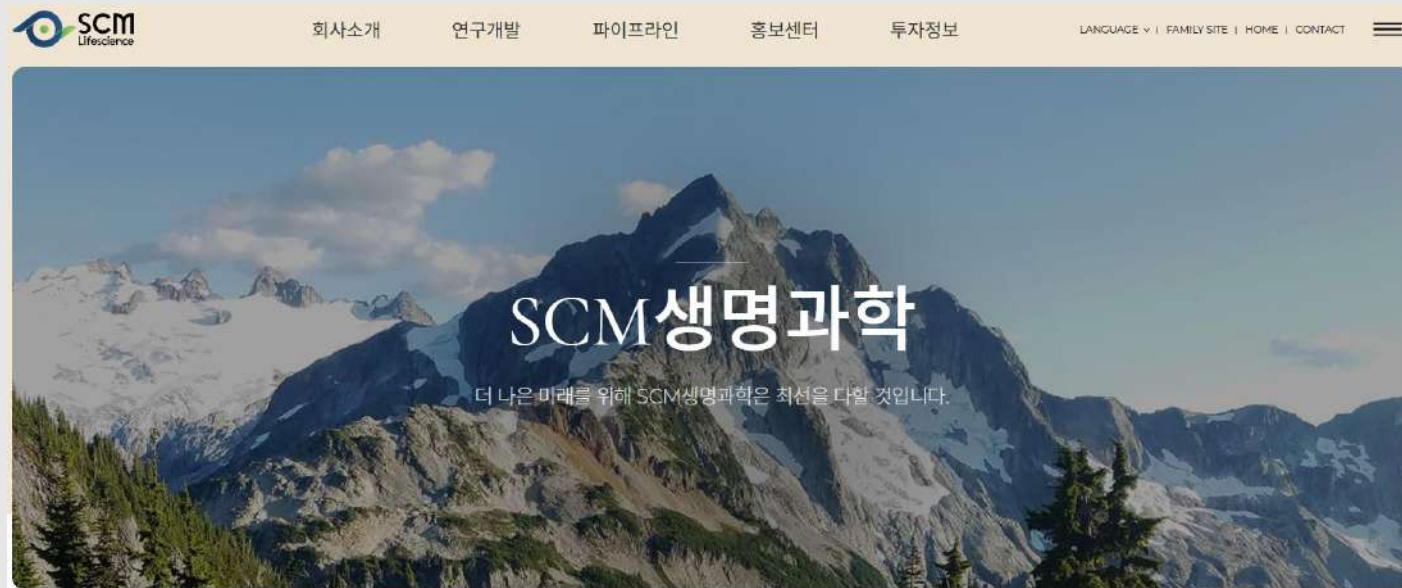 SCM
Lifescience
회사소개 연구개발 파이프라인 홍보센터 투자정보
LANGUAGE | FAMILY SITE | HOME | CONTACT
SCM생명과학
더 나은 미래를 위해 SCM생명과학은 최선을 다할 것입니다.